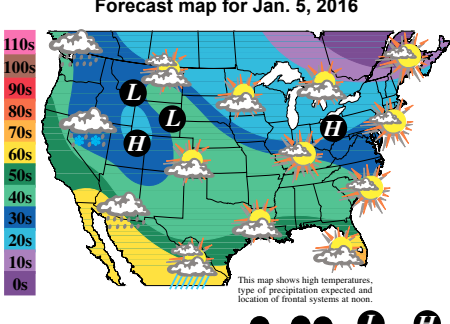 Forecast map for Jan. 5, 2016
110s
100s
90s
80s
70s
60s
50s
40s
30s
20s
10s
0s
L
L
H
H
This map shows high temperatures,
type of precipitation expected and
location of frontal systems at noon.
L
H